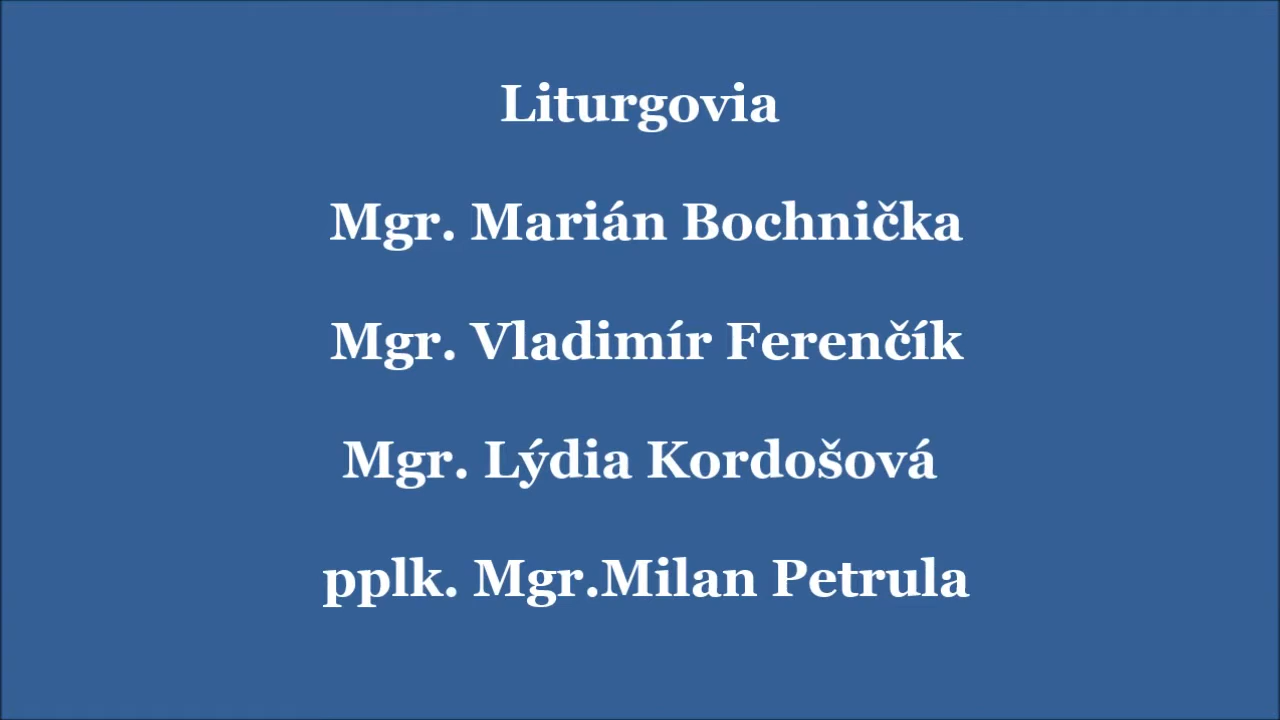 Liturgovia
Mgr. Marián Bochnička
Mgr. Vladimír Ferenčík
Mgr. Lýdia Kordošová
pplk. Mgr.Milan Petrula